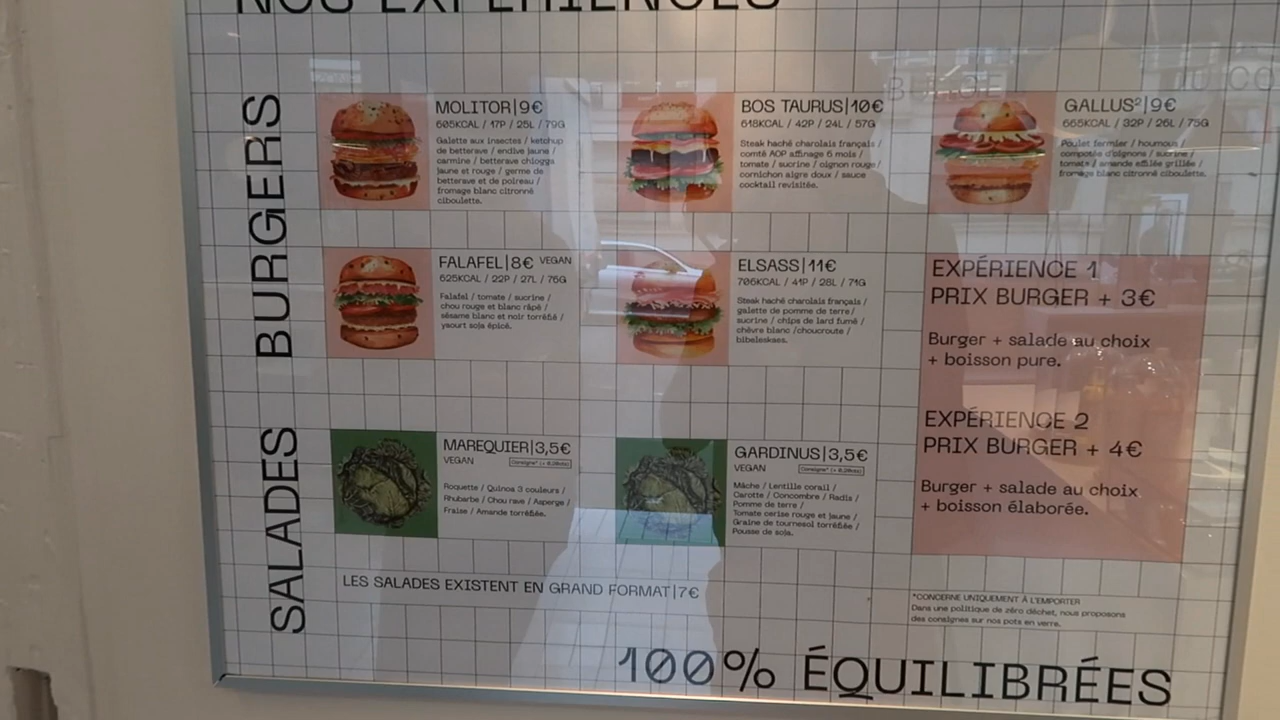 NOS EXPÉRIENCES
BURGERS
MOLITOR|9€
605KCAL / 17P / 25L / 79G
Galette aux insectes / ketchup
de betterave / endive jaune /
carmine / betterave chioggia
jaune et rouge / germe de
betterave et de poireau /
fromage blanc citronné
ciboulette.
BOS TAURUS|10€
618KCAL / 42P / 24L / 57G
Steak haché charolais français /
comté AOP affinage 6 mois /
tomate / sucrine / oignon rouge /
cornichon aigre doux / sauce
cocktail revisitée.
GALLUS²|9€
665KCAL / 32P / 26L / 75G
Poulet fermier / houmous /
compotée d'oignons / sucrine /
tomate / amande effilée grillée /
fromage blanc citronné ciboulette.
FALAFEL|8€ VEGAN
625KCAL / 22P / 27L / 76G
Falafel / tomate / sucrine /
chou rouge et blanc râpé /
sésame blanc et noir torréfié /
yaourt soja épicé.
ELSASS|11€
706KCAL / 41P / 28L / 71G
Steak haché charolais français /
galette de pomme de terre /
sucrine / chips de lard fumé /
chèvre blanc /choucroute /
bibeleskes.
EXPÉRIENCE 1
PRIX BURGER + 3€
Burger + salade au choix
+ boisson pure.
EXPÉRIENCE 2
PRIX BURGER + 4€
Burger + salade au choix
+ boisson élaborée.
SALADES
MAREQUIER|3,5€
VEGAN
Roquette / Quinoa 3 couleurs /
Rhubarbe / Chou rave / Asperge /
Fraise / Amande torréfiée.
GARDINUS|3,5€
VEGAN
Mâche / Lentille corail /
Carotte / Concombre / Radis /
Pomme de terre /
Tomate cerise rouge et jaune /
Graine de tournesol torréfiée /
Pousse de soja.
LES SALADES EXISTENT EN GRAND FORMAT|7€
*CONCERNE UNIQUEMENT À L'EMPORTER
Dans une politique de zéro déchet, nous proposons
des consignes sur nos pots en verre.
100% ÉQUILIBRÉES